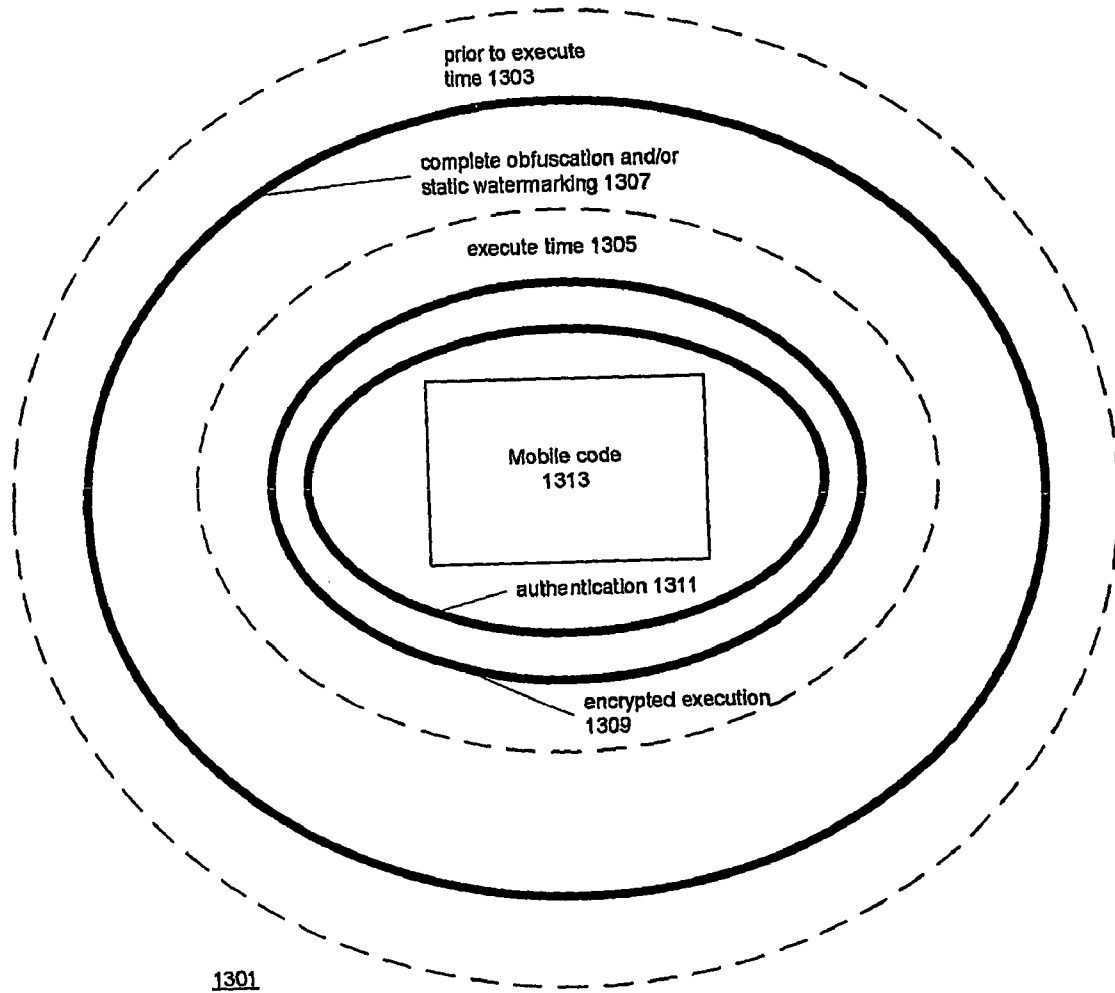 prior to execute
time 1303
complete obfuscation and/or
static watermarking 1307
execute time 1305
Mobile code
1313
authentication 1311
encrypted execution
1309
1301